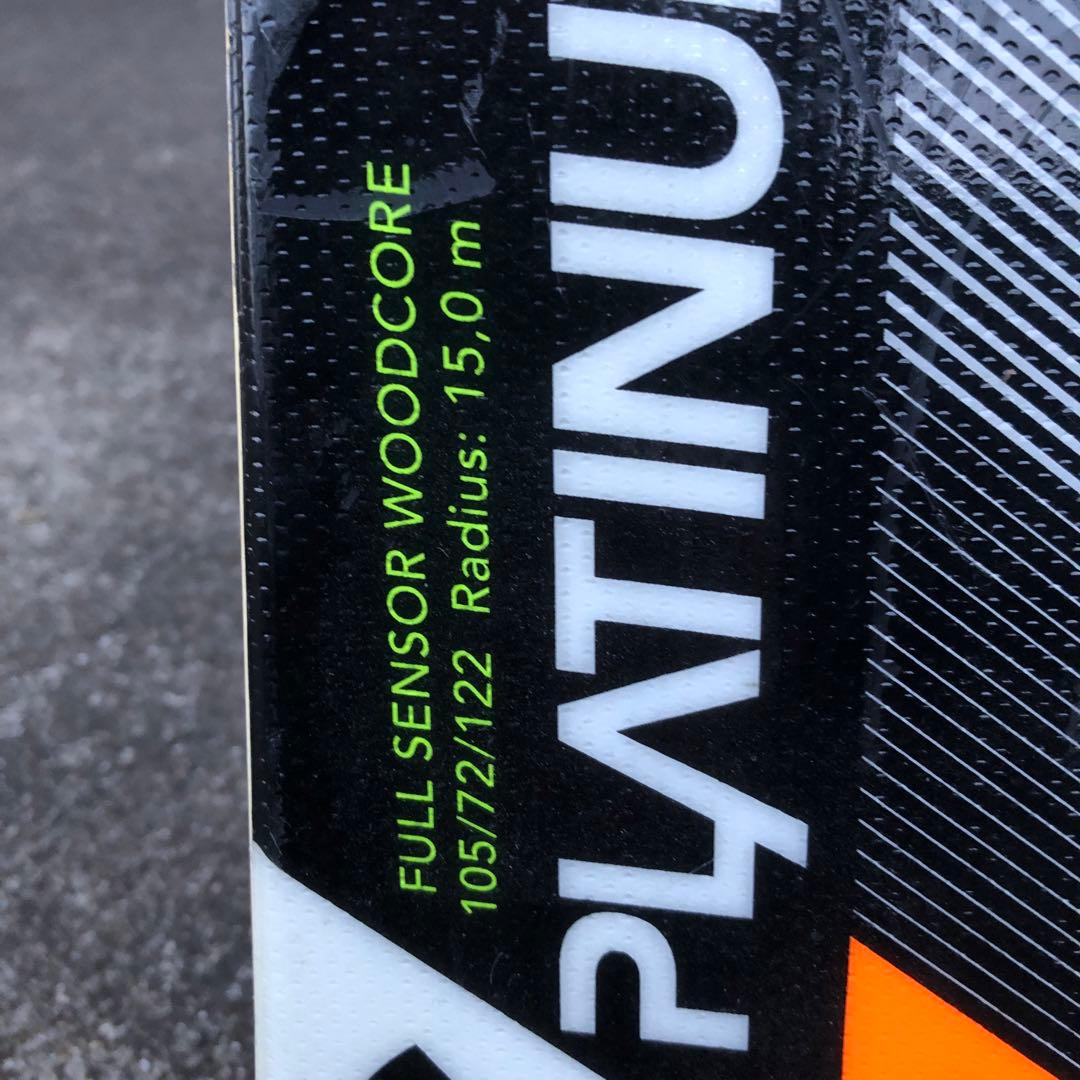 FULL SENSOR WOODCORE
105/72/122 Radius: 15,0 m
PLATINU